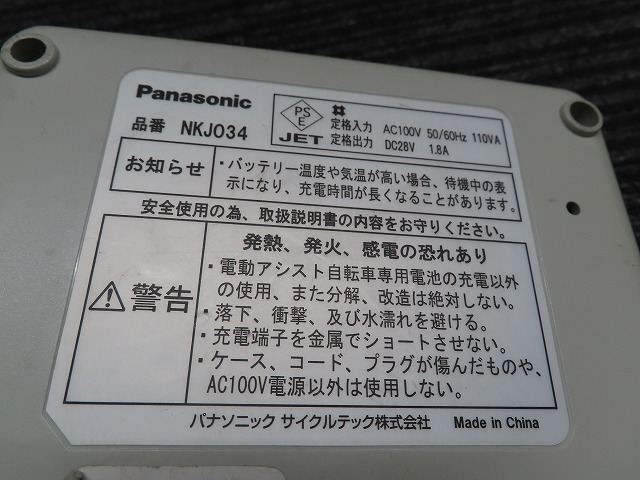 Panasonic
品番 NKJ034
PS
E
JET
定格入力 AC100V 50/60Hz 110VA
定格出力 DC28V 1.8A
お知らせ
・バッテリー温度や気温が高い場合、待機中の表
示になり、充電時間が長くなることがあります。
安全使用の為、取扱説明書の内容をお守りください。
警告
発熱、発火、感電の恐れあり
・電動アシスト自転車専用電池の充電以外
の使用、また分解、改造は絶対しない。
・落下、衝撃、及び水濡れを避ける。
・充電端子を金属でショートさせない。
・ケース、コード、プラグが傷んだものや、
AC100V電源以外は使用しない。
パナソニック サイクルテック株式会社 Made in China